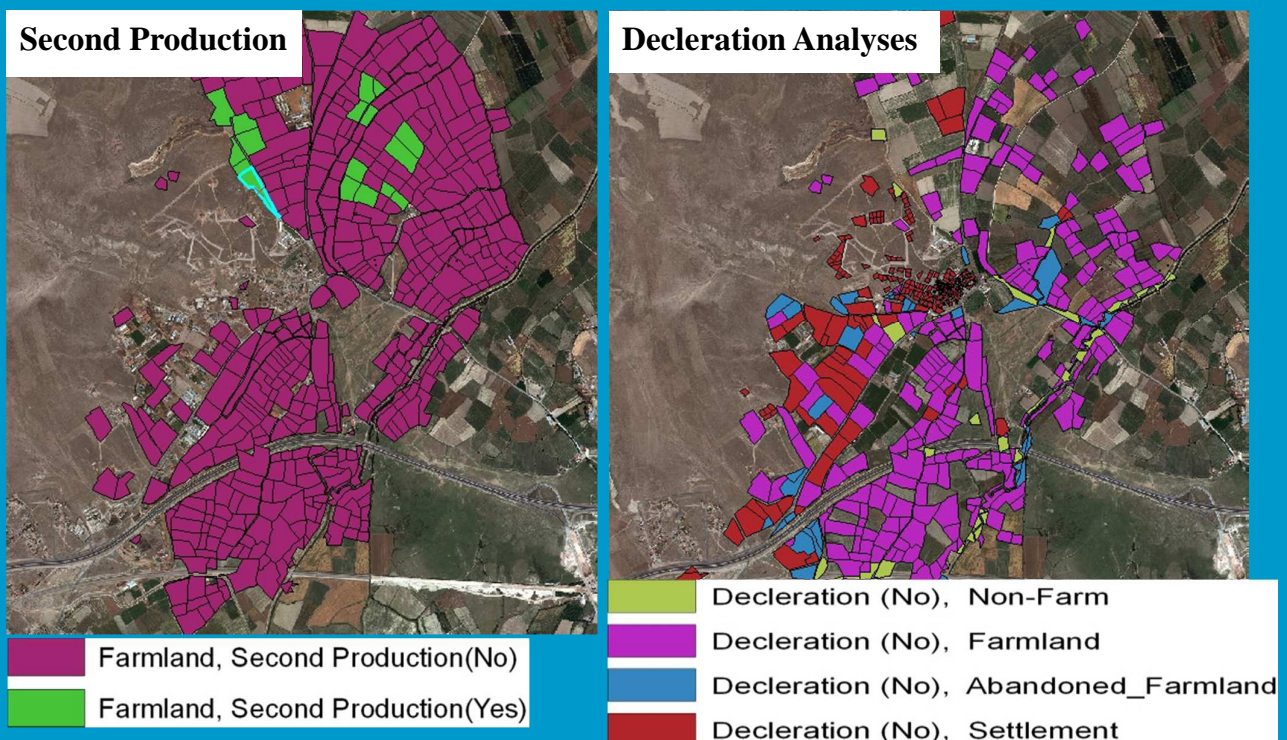 Second Production
Farmland, Second Production(No)
Farmland, Second Production(Yes)
Decleration Analyses
Decleration (No), Non-Farm
Decleration (No), Farmland
Decleration (No), Abandoned_Farmland
Decleration (No), Settlement